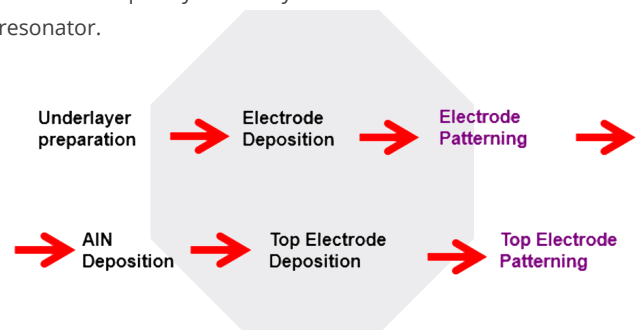 resonator.
Underlayer
preparation
Electrode
Deposition
Electrode
Patterning
AlN
Deposition
Top Electrode
Deposition
Top Electrode
Patterning